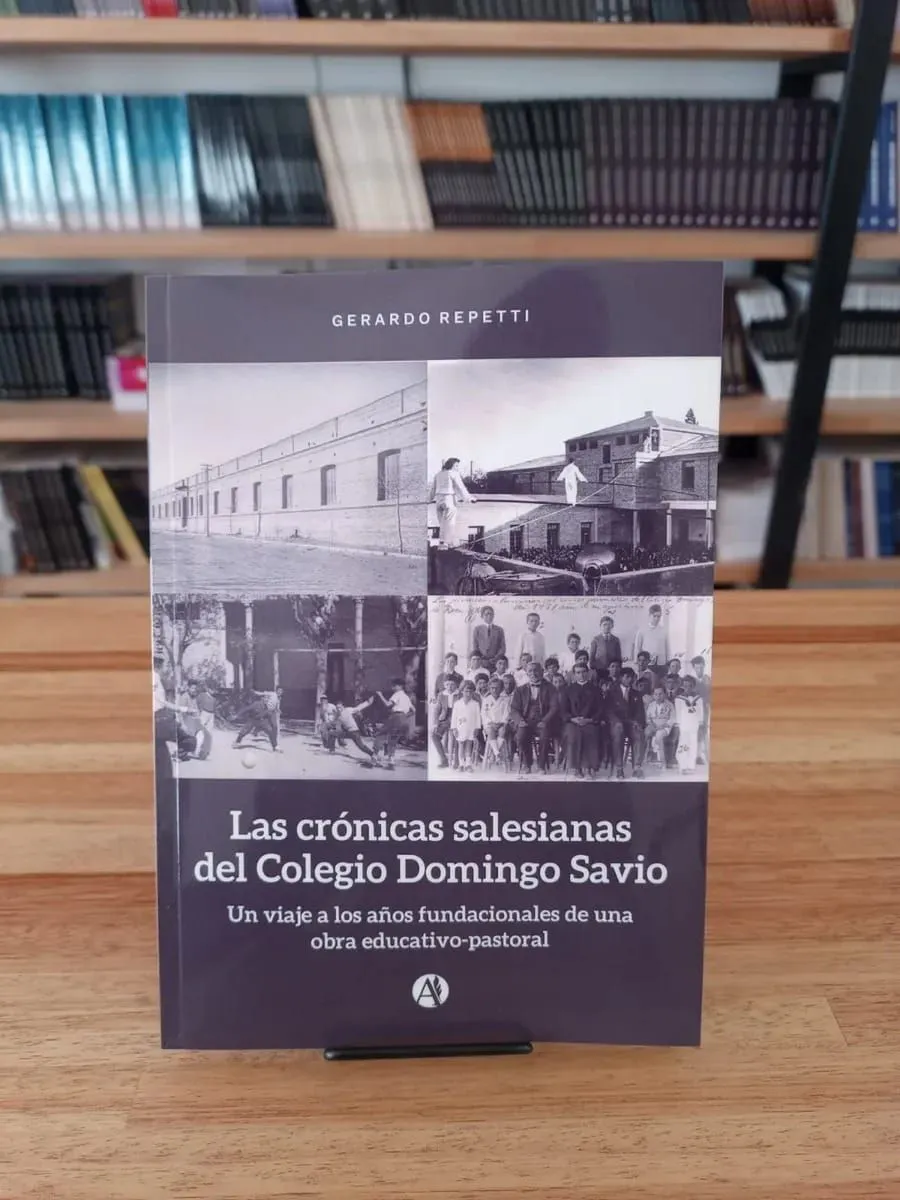 GERARDO REPETTI
Las crónicas salesianas
del Colegio Domingo Savio
Un viaje a los años fundacionales de una
obra educativo-pastoral
A